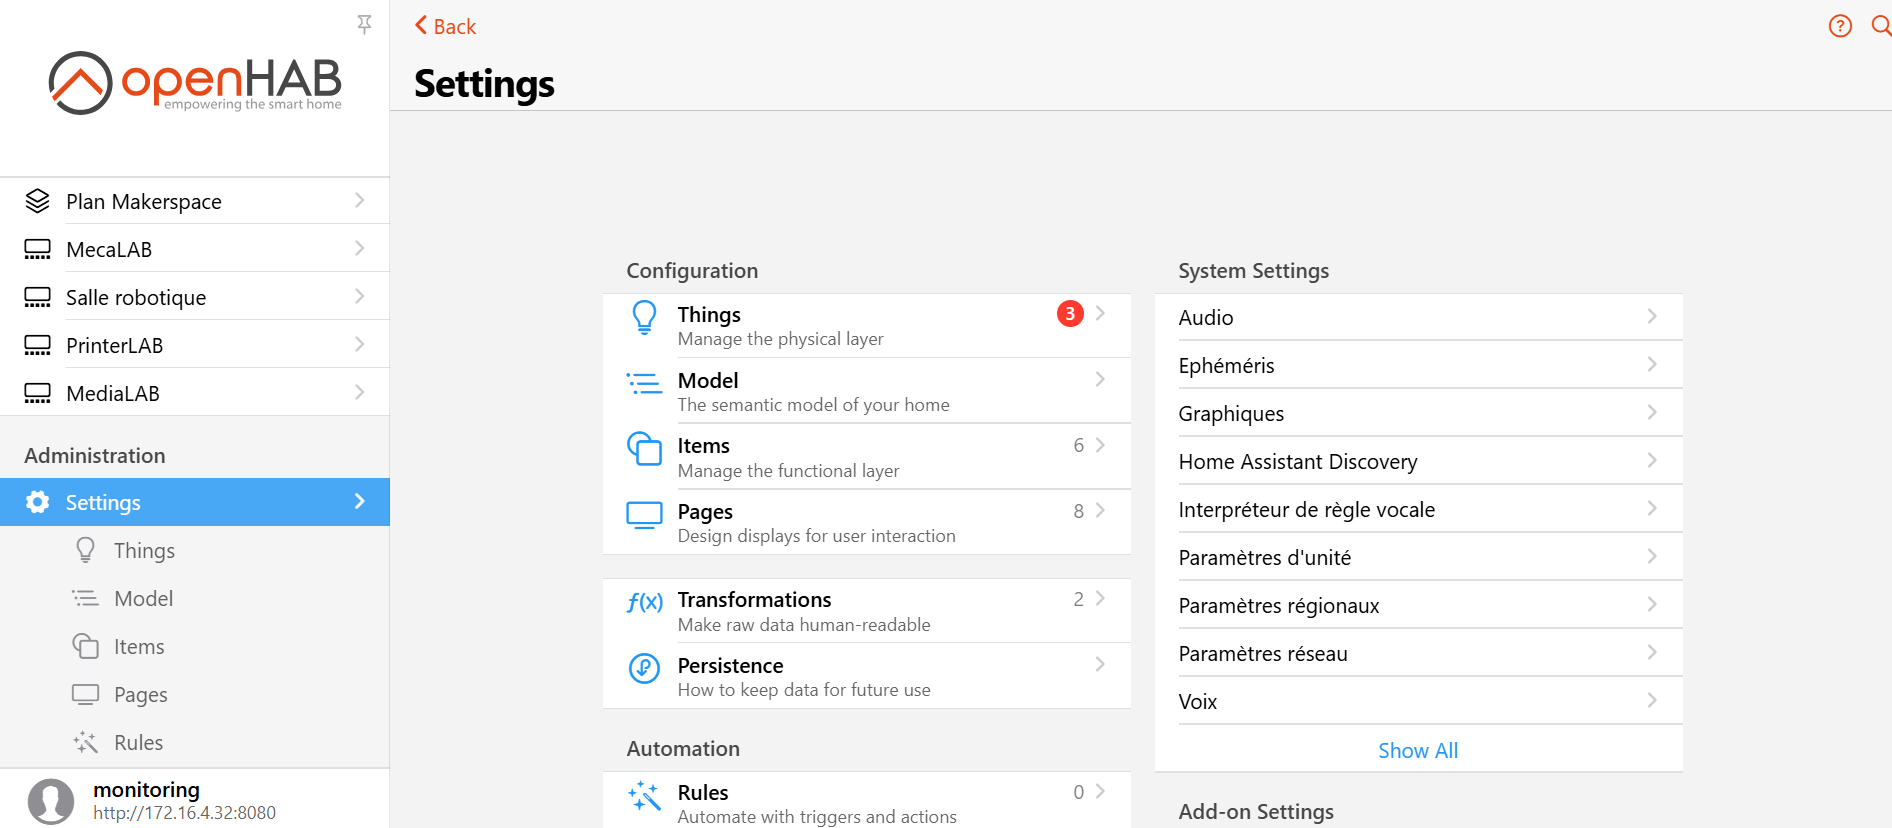 openHAB
empowering the smart home
Plan Makerspace
MecaLAB
Salle robotique
PrinterLAB
MediaLAB
Administration
Settings
Things
Model
Items
Pages
Rules
monitoring
http://172.16.4.32:8080
Back
Settings
Configuration
Things
3
Manage the physical layer
Model
The semantic model of your home
Items
6
Manage the functional layer
Pages
8
Design displays for user interaction
f(x)
Transformations
2
Make raw data human-readable
Persistence
How to keep data for future use
Automation
Rules
0
Automate with triggers and actions
System Settings
Audio
Ephéméris
Graphiques
Home Assistant Discovery
Interpréteur de règle vocale
Paramètres d'unité
Paramètres régionaux
Paramètres réseau
Voix
Show All
Add-on Settings